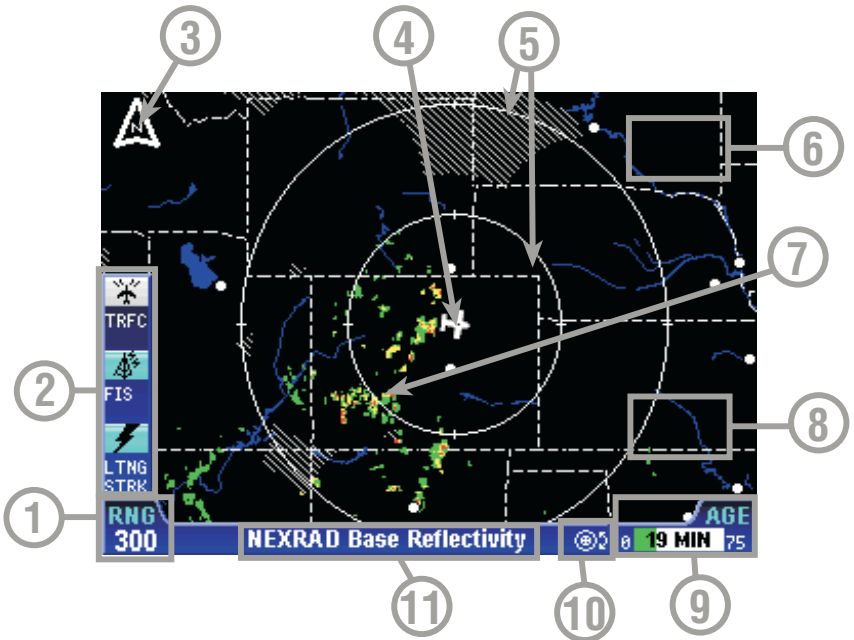 3
4
5
6
N
7
TRFC
2
FIS
8
LTNG
STRK
1
RNG
AGE
300
NEXRAD Base Reflectivity
0 19 MIN 75
11
10
9